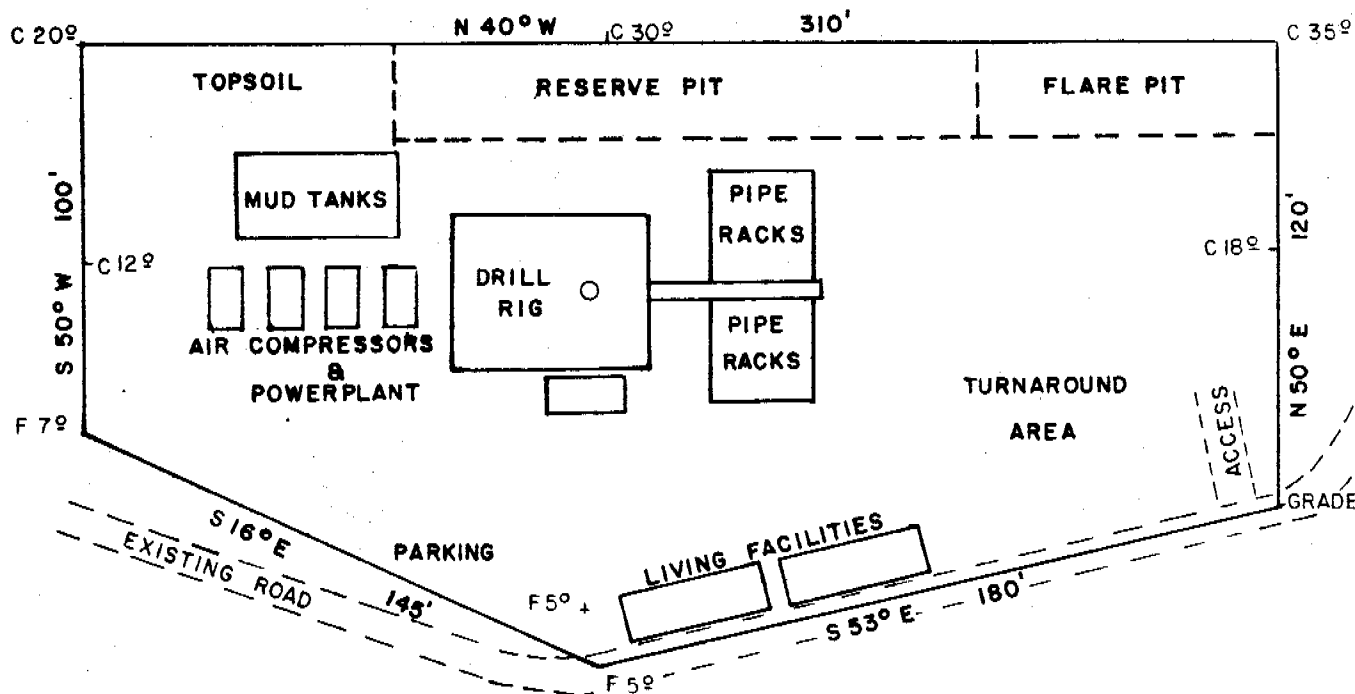 N 40° W
310'
C 20º
C 30º
C 35º
TOPSOIL
RESERVE PIT
FLARE PIT
MUD TANKS
PIPE
RACKS
S 50° W 100'
C 12º
C 18º
N 50° E 120'
DRILL
RIG
AIR COMPRESSORS
&
POWERPLANT
PIPE
RACKS
TURNAROUND
AREA
ACCESS
F 7º
GRADE
S 16° E
145'
EXISTING ROAD
PARKING
LIVING FACILITIES
F 5° +
S 53° E
180'
F 5º